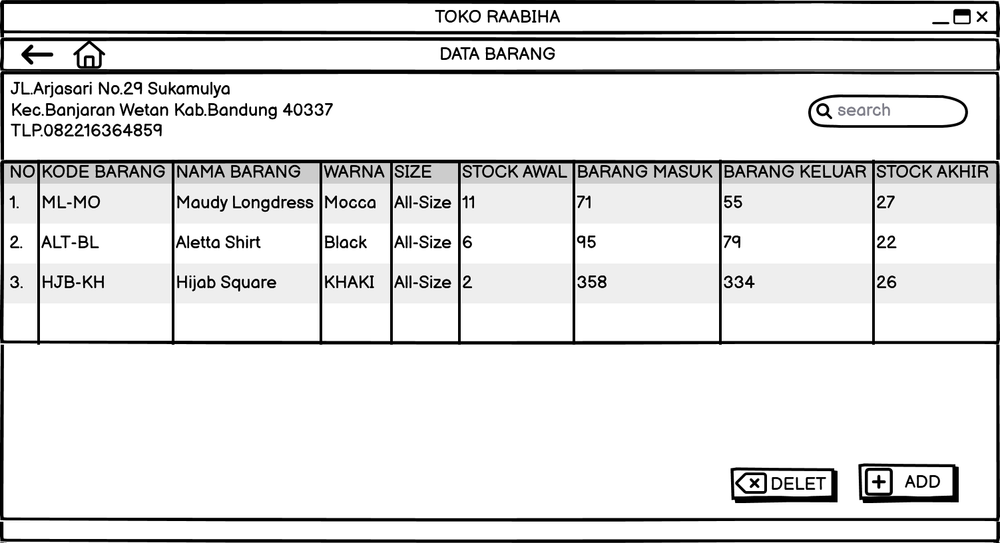 TOKO RAABIHA
DATA BARANG
JL.Arjasari No.29 Sukamulya
Kec.Banjaran Wetan Kab.Bandung 40337
TLP.082216364859
search
NO KODE BARANG NAMA BARANG WARNA SIZE STOCK AWAL BARANG MASUK BARANG KELUAR STOCK AKHIR
1. ML-MO Maudy Longdress Mocca All-Size 11 71 55 27
2. ALT-BL Aletta Shirt Black All-Size 6 95 79 22
3. HJB-KH Hijab Square KHAKI All-Size 2 358 334 26
DELET ADD